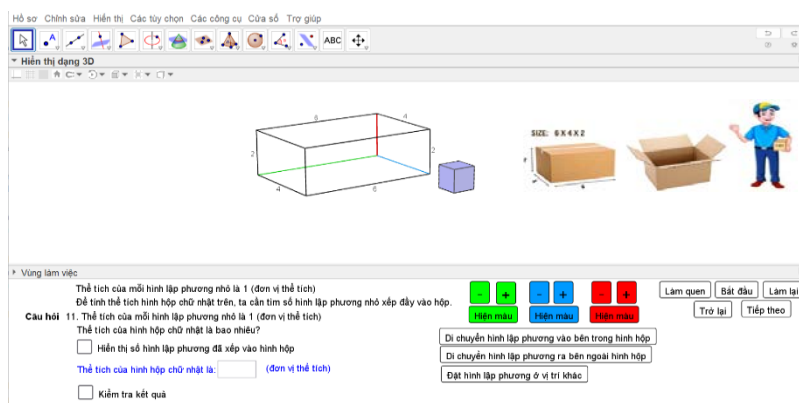 Hồ sơ Chỉnh sửa Hiển thị Các tùy chọn Các công cụ Cửa sổ Trợ giúp
A
ABC
Hiển thị dạng 3D
6
4
2
2
4
6
SIZE: 6 X 4 X 2
Vùng làm việc
Thể tích của mỗi hình lập phương nhỏ là 1 (đơn vị thể tích)
Để tính thể tích hình hộp chữ nhật trên, ta cần tìm số hình lập phương nhỏ xếp đầy vào hộp.
Câu hỏi 11. Thể tích của mỗi hình lập phương nhỏ là 1 (đơn vị thể tích)
Thể tích của hình hộp chữ nhật là bao nhiêu?
Hiển thị số hình lập phương đã xếp vào hình hộp
Thể tích của hình hộp chữ nhật là: (đơn vị thể tích)
Kiểm tra kết quả
- + - + - +
Hiện màu Hiện màu Hiện màu
Di chuyển hình lập phương vào bên trong hình hộp
Di chuyển hình lập phương ra bên ngoài hình hộp
Đặt hình lập phương ở vị trí khác
Làm quen Bắt đầu Làm lại
Trở lại Tiếp theo